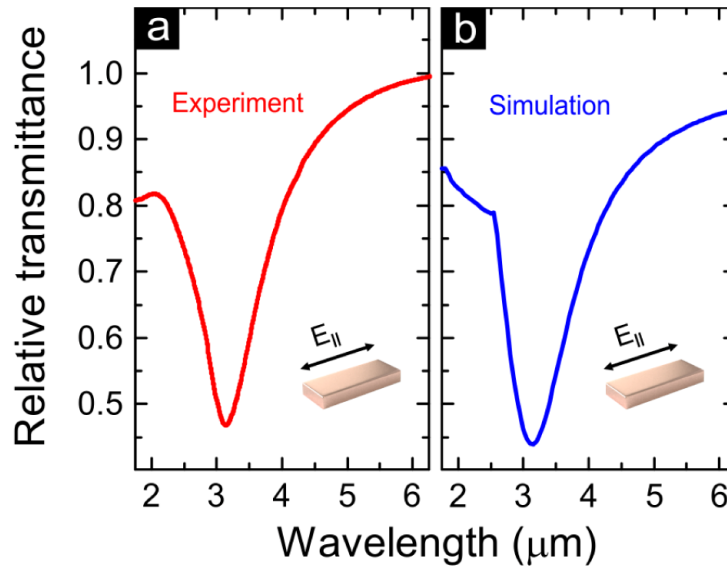 a
b
Experiment
Simulation
Relative transmittance
1.0
0.9
0.8
0.7
0.6
0.5
E||
E||
2 3 4 5 6
2 3 4 5 6
Wavelength (μm)